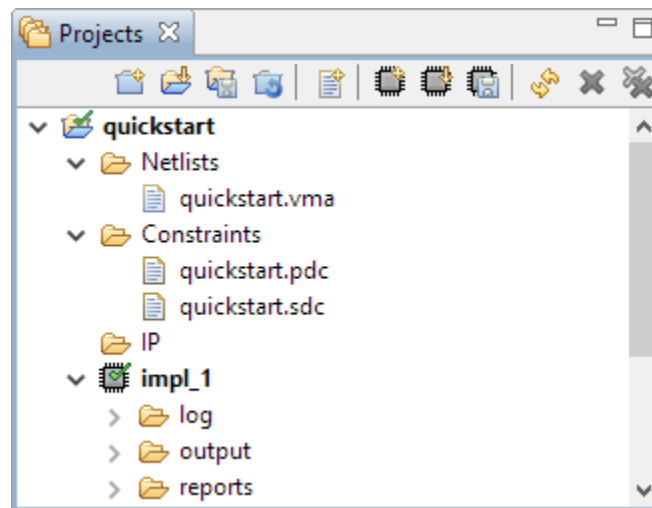 Projects
quickstart
Netlists
quickstart.vma
Constraints
quickstart.pdc
quickstart.sdc
IP
impl_1
log
output
reports